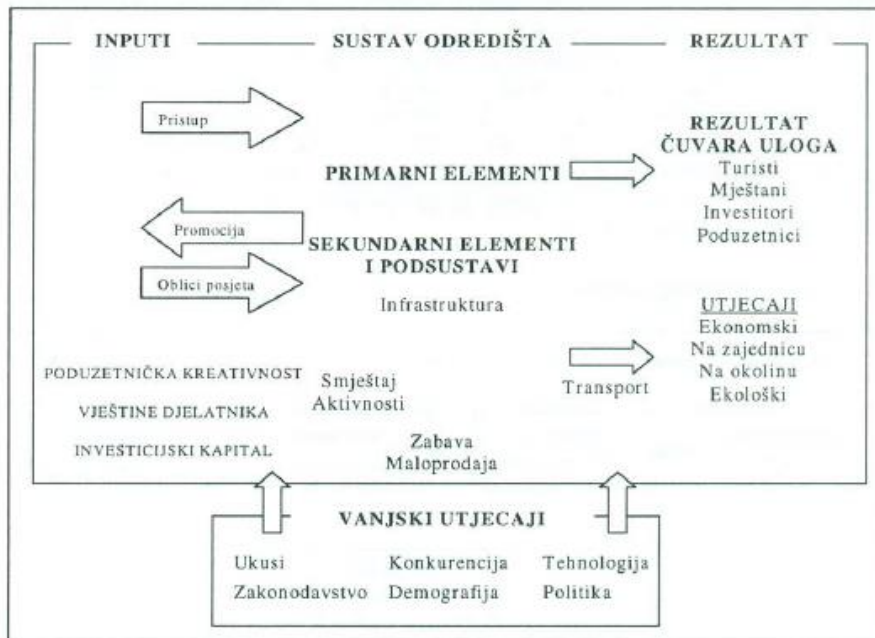 INPUTI
SUSTAV ODREDIŠTA
REZULTAT
Pristup
PRIMARNI ELEMENTI
REZULTAT
ČUVARA ULOGA
Turisti
Mještani
Investitori
Poduzetnici
Promocija
SEKUNDARNI ELEMENTI
I PODSUSTAVI
Oblici posjeta
Infrastruktura
UTJECAJI
Ekonomski
Na zajednicu
Na okolinu
Ekološki
PODUZETNIČKA KREATIVNOST
VJEŠTINE DJELATNIKA
INVESTICIJSKI KAPITAL
Smještaj
Aktivnosti
Transport
Zabava
Maloprodaja
VANJSKI UTJECAJI
Ukusi Konkurencija Tehnologija
Zakonodavstvo Demografija Politika